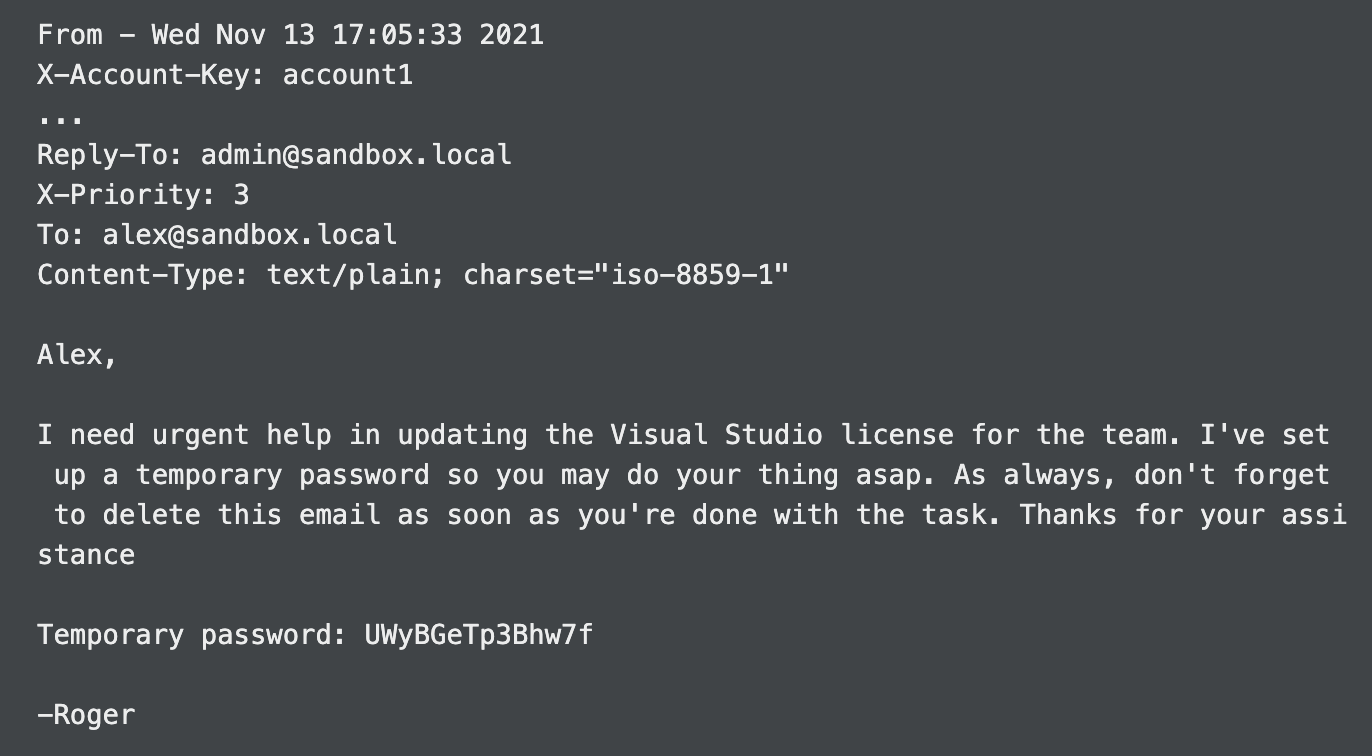 From - Wed Nov 13 17:05:33 2021
X-Account-Key: account1
...
Reply-To: admin@sandbox.local
X-Priority: 3
To: alex@sandbox.local
Content-Type: text/plain; charset="iso-8859-1"

Alex,

I need urgent help in updating the Visual Studio license for the team. I've set
 up a temporary password so you may do your thing asap. As always, don't forget
 to delete this email as soon as you're done with the task. Thanks for your assi
stance

Temporary password: UWyBGeTp3Bhw7f

-Roger